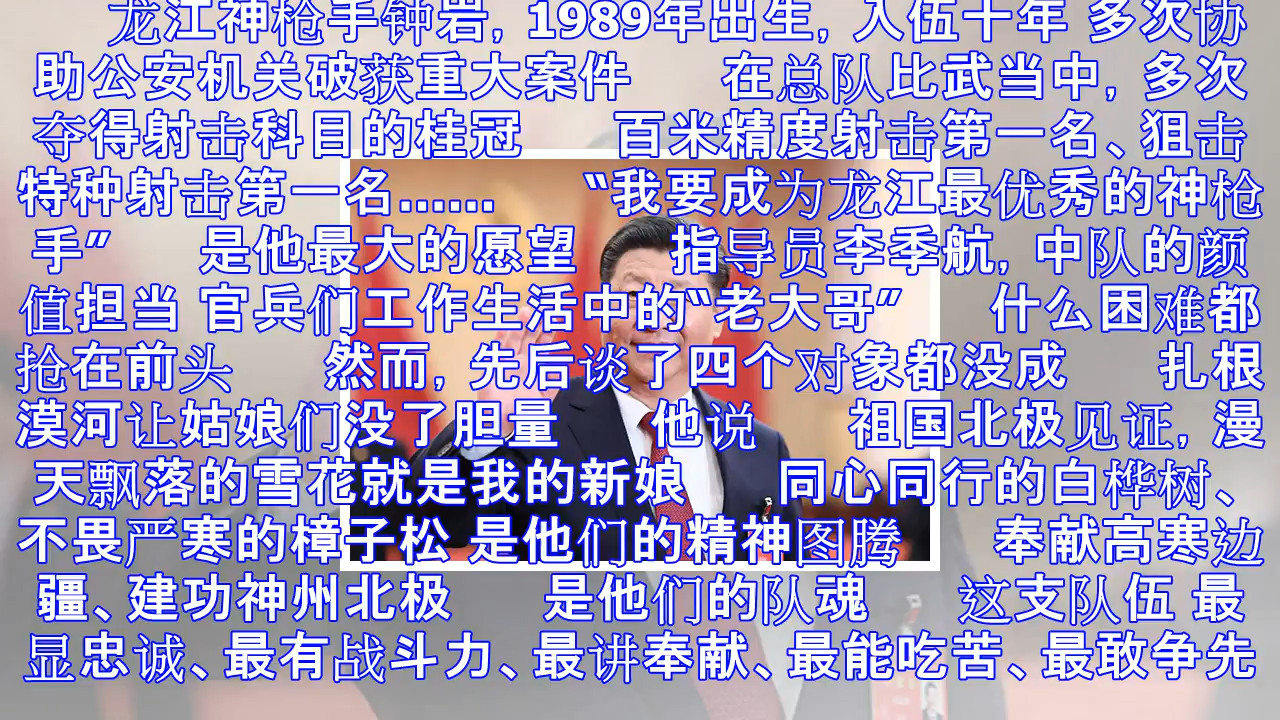 龙江神枪手钟岩, 1989年出生, 入伍十年 多次协
助公安机关破获重大案件 在总队比武当中, 多次
夺得射击科目的桂冠 百米精度射击第一名、狙击
特种射击第一名…… “我要成为龙江最优秀的神枪
手” 是他最大的愿望 指导员李季航, 中队的颜
值担当 官兵们工作生活中的“老大哥” 什么困难都
抢在前头 然而, 先后谈了四个对象都没成 扎根
漠河让姑娘们没了胆量 他说 祖国北极见证, 漫
天飘落的雪花就是我的新娘 同心同行的白桦树、
不畏严寒的樟子松 是他们的精神图腾 奉献高寒边
疆、建功神州北极 是他们的队魂 这支队伍 最
显忠诚、最有战斗力、最讲奉献、最能吃苦、最敢争先